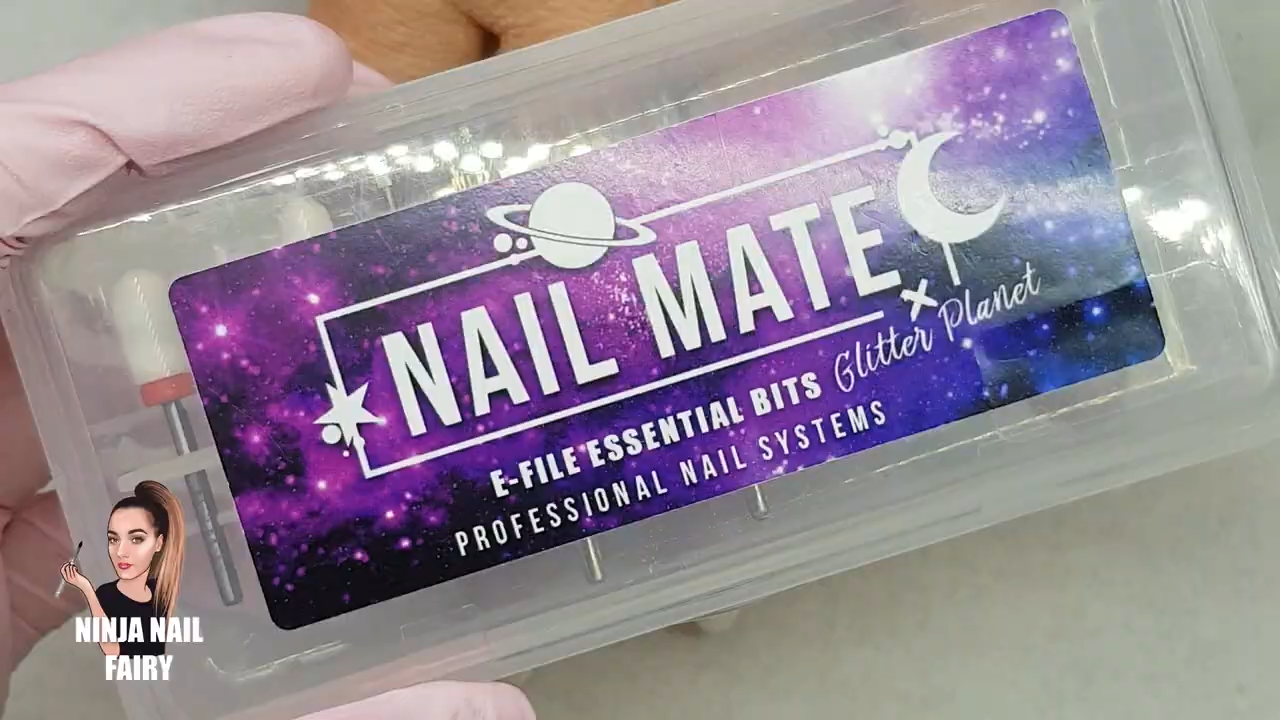 NAIL MATE
x Glitter Planet
E-FILE ESSENTIAL BITS
PROFESSIONAL NAIL SYSTEMS
NINJA NAIL
FAIRY